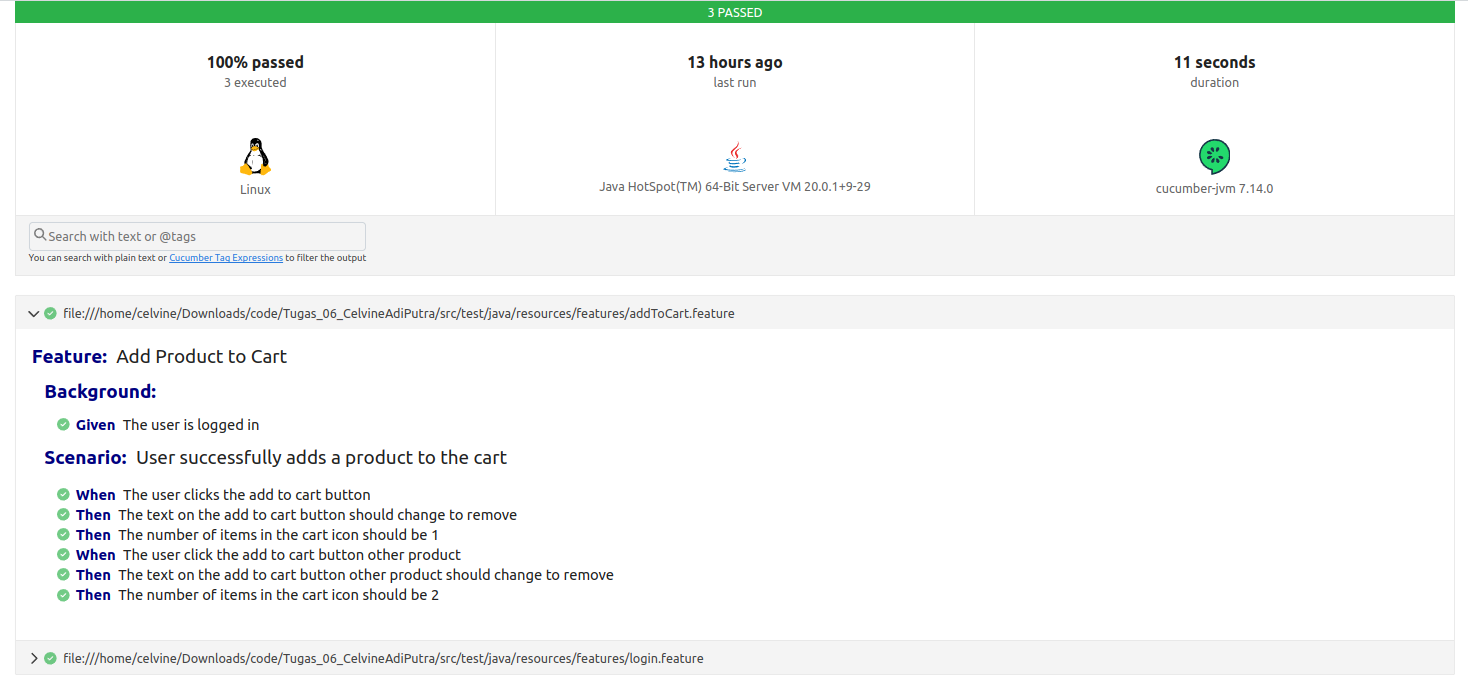 3 PASSED
100% passed
3 executed
13 hours ago
last run
11 seconds
duration
Linux
Java HotSpot(TM) 64-Bit Server VM 20.0.1+9-29
cucumber-jvm 7.14.0
Search with text or @tags
You can search with plain text or Cucumber Tag Expressions to filter the output
file:///home/celvine/Downloads/code/Tugas_06_CelvineAdiPutra/src/test/java/resources/features/addToCart.feature
Feature: Add Product to Cart
Background:
Given The user is logged in
Scenario: User successfully adds a product to the cart
When The user clicks the add to cart button
Then The text on the add to cart button should change to remove
Then The number of items in the cart icon should be 1
When The user click the add to cart button other product
Then The text on the add to cart button other product should change to remove
Then The number of items in the cart icon should be 2
file:///home/celvine/Downloads/code/Tugas_06_CelvineAdiPutra/src/test/java/resources/features/login.feature